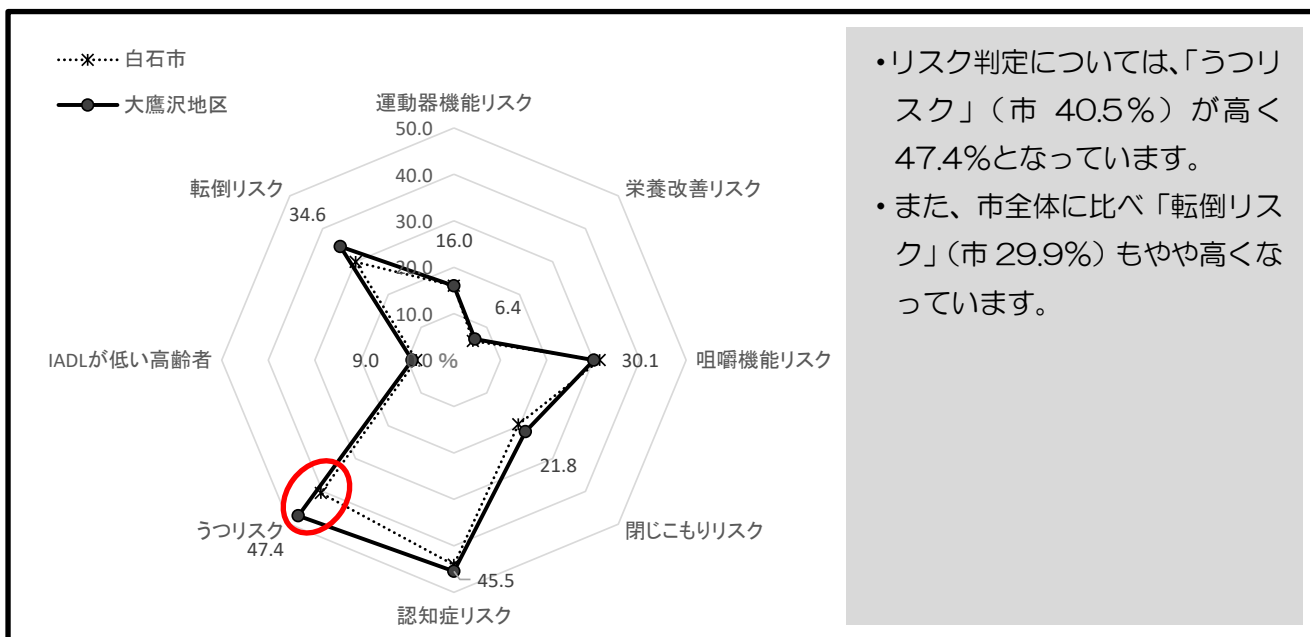 白石市
大鷹沢地区
運動器機能リスク
50.0
40.0
30.0
20.0
10.0
0.0 %
転倒リスク
34.6
16.0
栄養改善リスク
6.4
IADLが低い高齢者
9.0
30.1
咀嚼機能リスク
21.8
うつリスク
47.4
閉じこもりリスク
45.5
認知症リスク
・リスク判定については、「うつリ
スク」（市 40.5％）が高く
47.4％となっています。
・また、市全体に比べ「転倒リス
ク」（市 29.9％）もやや高くな
っています。